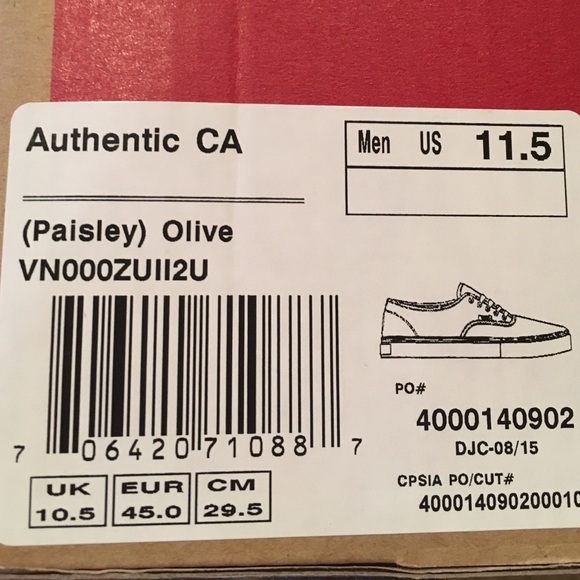 Authentic CA
Men US 11.5
(Paisley) Olive
VN000ZUII2U
PO#
4000140902
DJC-08/15
7 06420 71088 7
CPSIA PO/CUT#
400014090200010
UK EUR CM
10.5 45.0 29.5